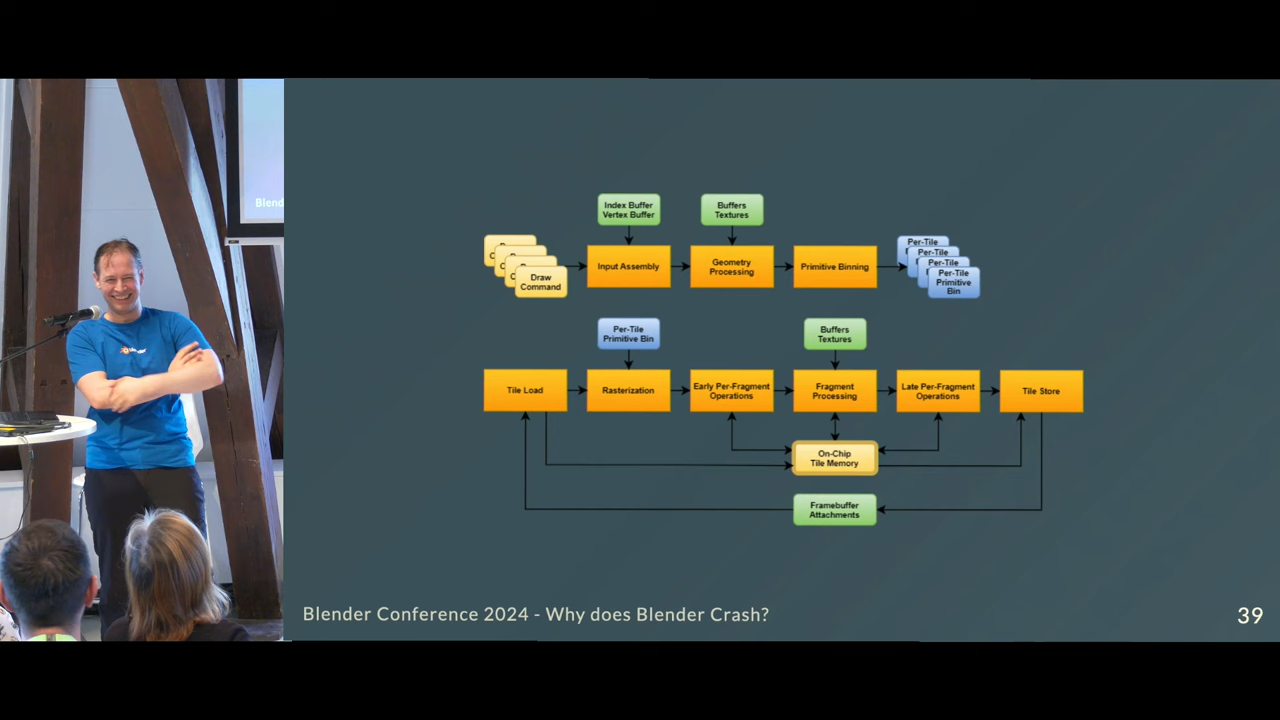 Blend
Index Buffer
Vertex Buffer
Buffers
Textures
Draw
Command
Input Assembly
Geometry
Processing
Primitive Binning
Per-Tile
Per-Tile
Per-Tile
Per-Tile
Primitive
Bin
Per-Tile
Primitive Bin
Buffers
Textures
Tile Load
Rasterization
Early Per-Fragment
Operations
Fragment
Processing
Late Per-Fragment
Operations
Tile Store
On-Chip
Tile Memory
Framebuffer
Attachments
Blender Conference 2024 - Why does Blender Crash?
39